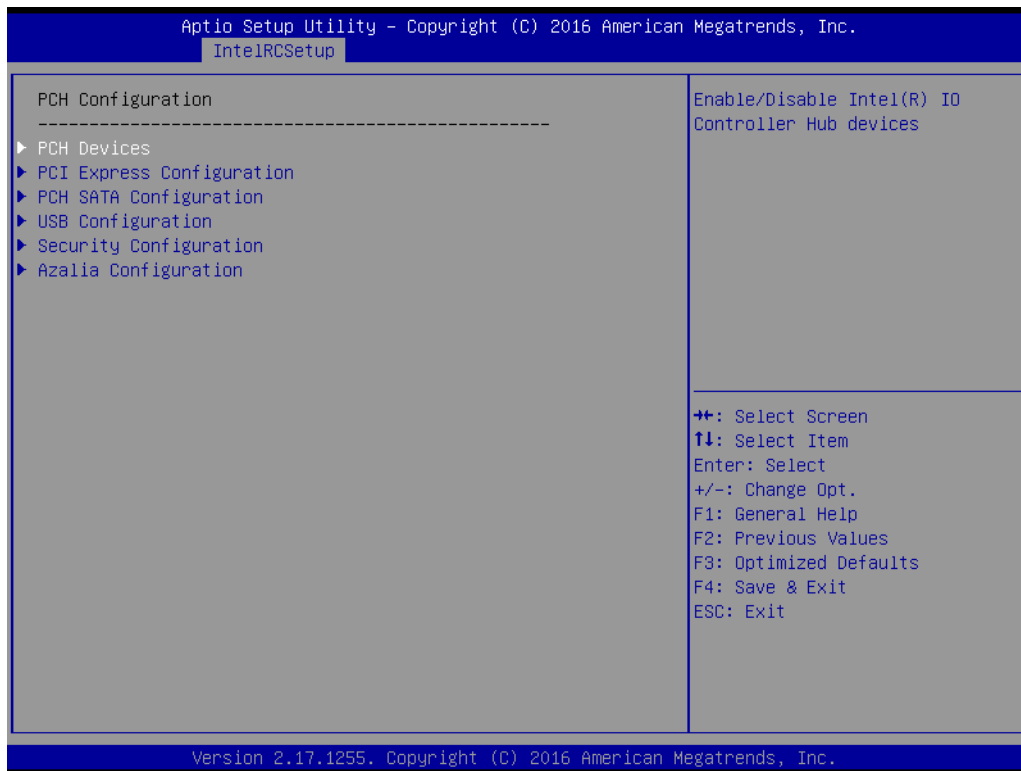 Aptio Setup Utility – Copyright (C) 2016 American Megatrends, Inc.
IntelRCSetup
PCH Configuration
--------------------------------------------------
PCH Devices
PCI Express Configuration
PCH SATA Configuration
USB Configuration
Security Configuration
Azalia Configuration
Enable/Disable Intel(R) IO
Controller Hub devices
→←: Select Screen
↑↓: Select Item
Enter: Select
+/-: Change Opt.
F1: General Help
F2: Previous Values
F3: Optimized Defaults
F4: Save & Exit
ESC: Exit
Version 2.17.1255. Copyright (C) 2016 American Megatrends, Inc.